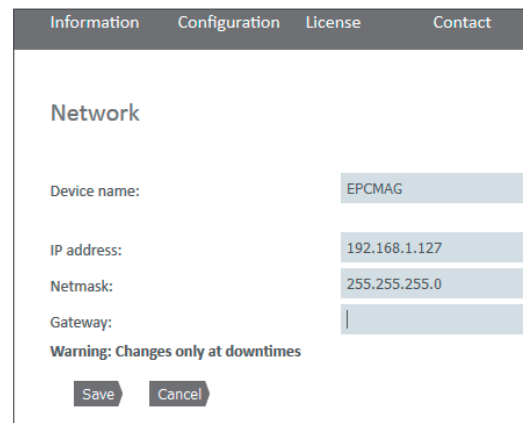 Information Configuration License Contact
Network
Device name: EPCMAG
IP address: 192.168.1.127
Netmask: 255.255.255.0
Gateway:
Warning: Changes only at downtimes
Save Cancel